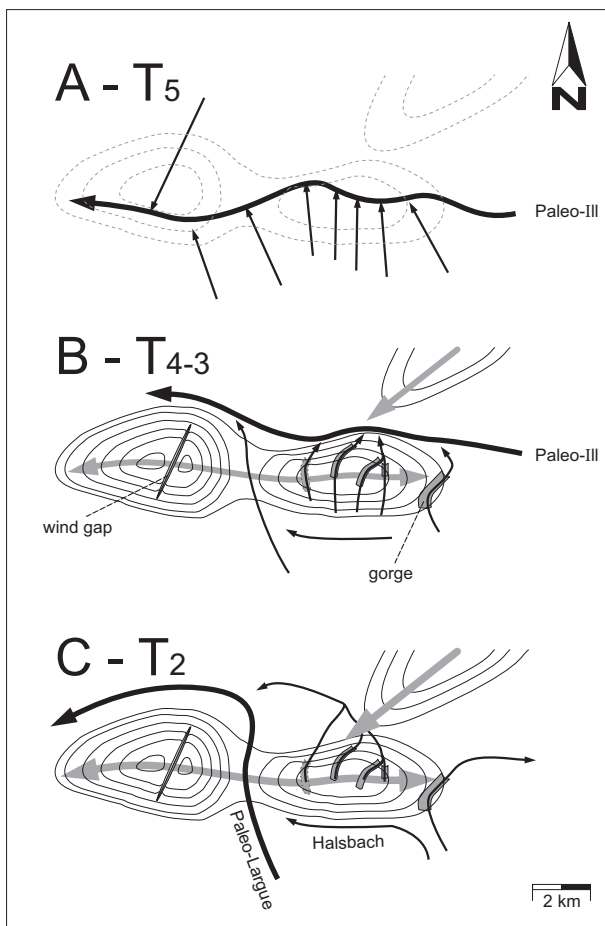 A - T5
N
Paleo-Ill
B - T4-3
Paleo-Ill
wind gap
gorge
C - T2
Halsbach
Paleo-Largue
2 km